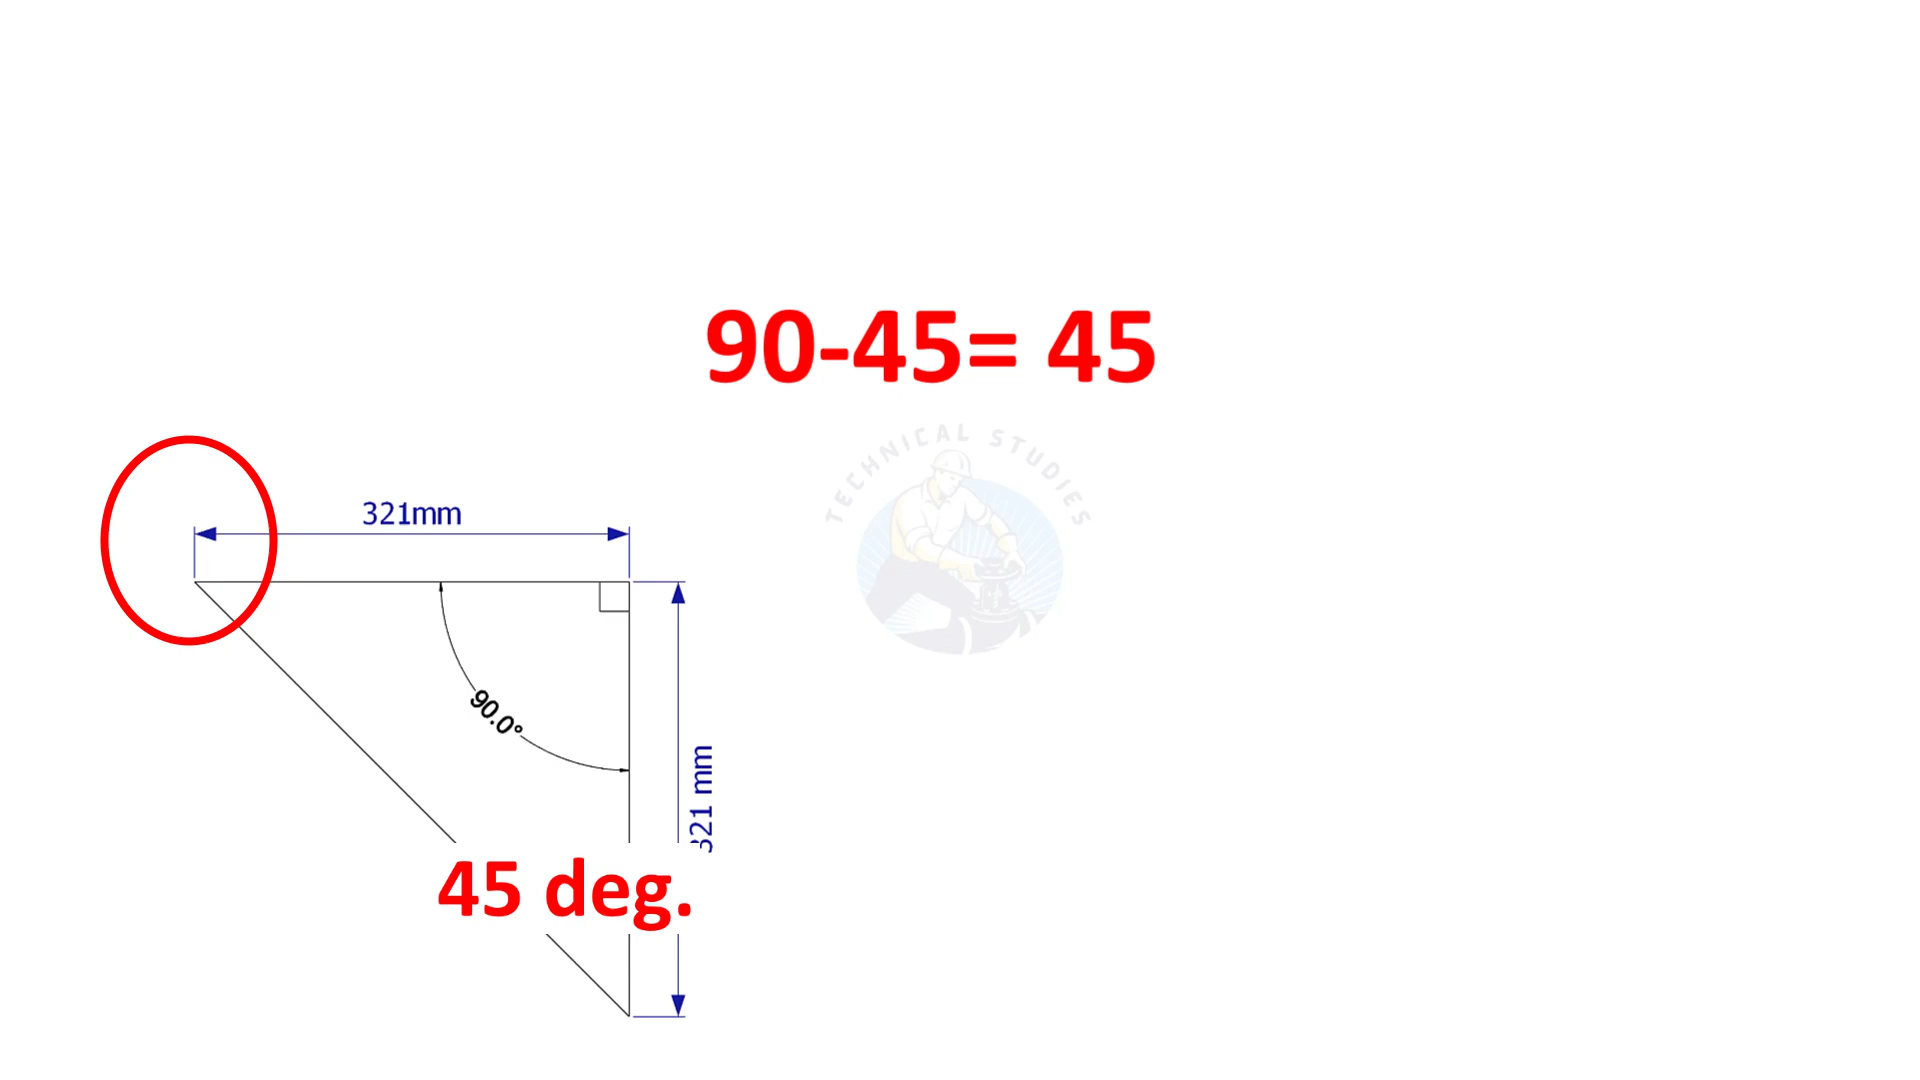 90-45= 45
TECHNICAL STUDIES
321mm
90.0°
321 mm
45 deg.